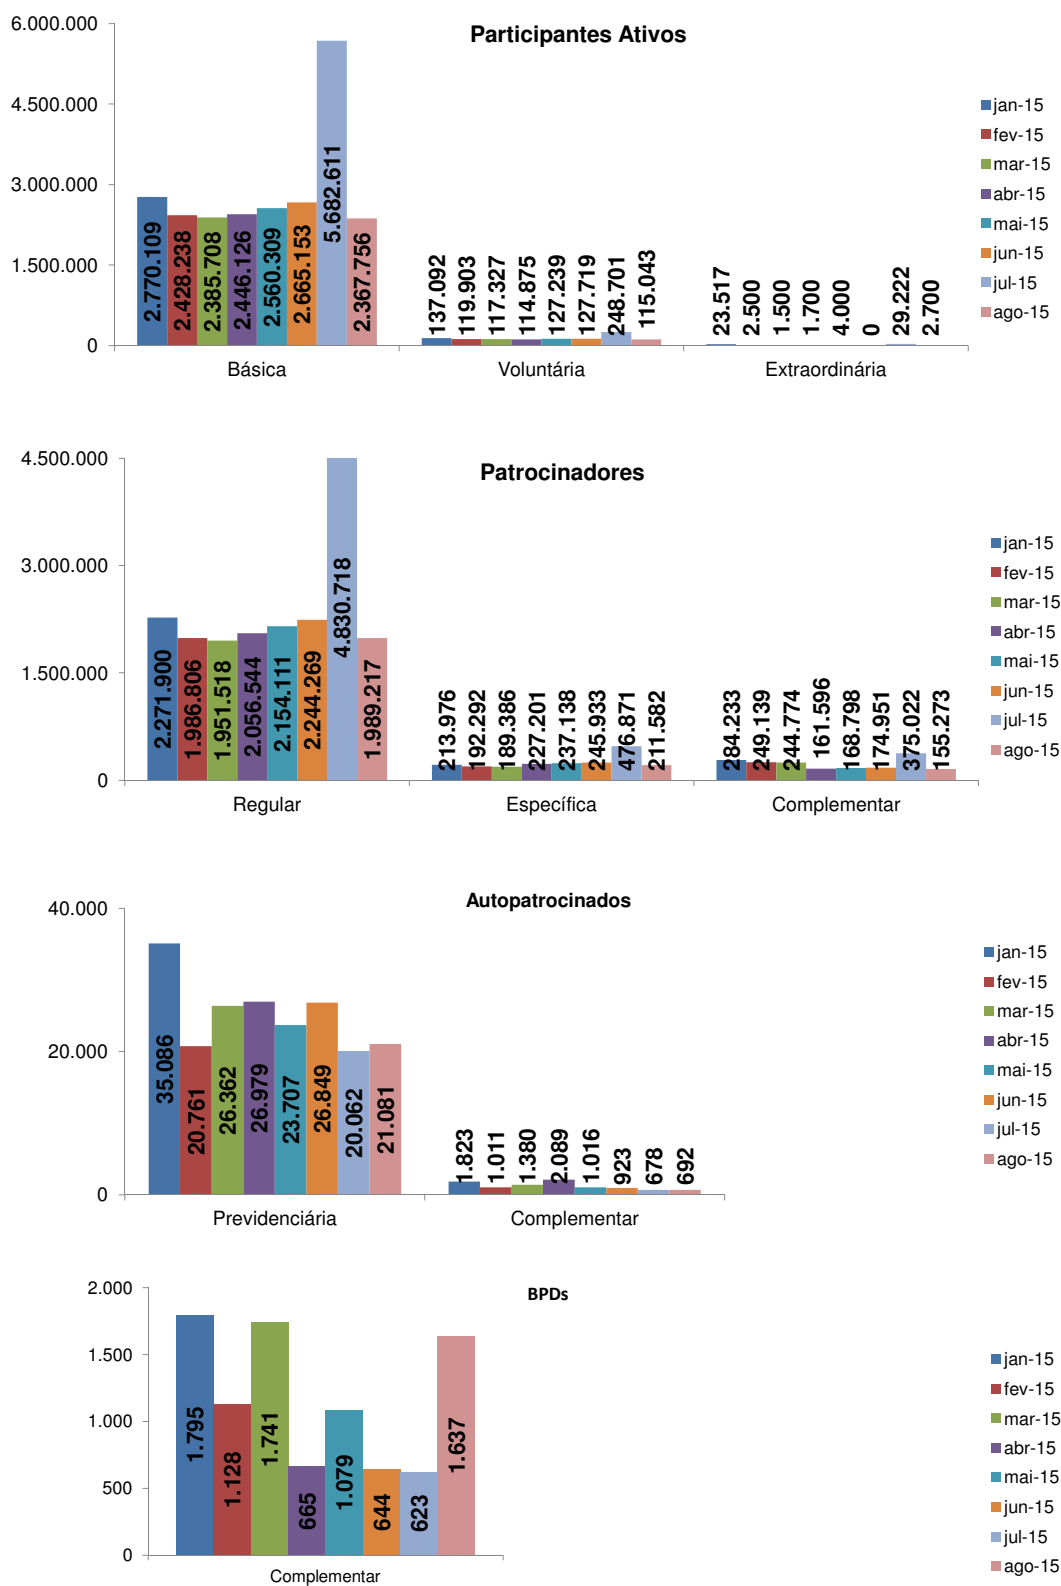 Participantes Ativos
6.000.000
4.500.000
3.000.000
1.500.000
0
2.770.109
2.428.238
2.385.708
2.446.126
2.560.309
2.665.153
5.682.611
2.367.756
137.092
119.903
117.327
114.875
127.239
127.719
248.701
115.043
23.517
2.500
1.500
1.700
4.000
0
29.222
2.700
Básica
Voluntária
Extraordinária
jan-15
fev-15
mar-15
abr-15
mai-15
jun-15
jul-15
ago-15
Patrocinadores
4.500.000
3.000.000
1.500.000
0
2.271.900
1.986.806
1.951.518
2.056.544
2.154.111
2.244.269
4.830.718
1.989.217
213.976
192.292
189.386
227.201
237.138
245.933
476.871
211.582
284.233
249.139
244.774
161.596
168.798
174.951
375.022
155.273
Regular
Específica
Complementar
jan-15
fev-15
mar-15
abr-15
mai-15
jun-15
jul-15
ago-15
Autopatrocinados
40.000
20.000
0
35.086
20.761
26.362
26.979
23.707
26.849
20.062
21.081
1.823
1.011
1.380
2.089
1.016
923
678
692
Previdenciária
Complementar
jan-15
fev-15
mar-15
abr-15
mai-15
jun-15
jul-15
ago-15
BPDs
2.000
1.500
1.000
500
0
1.795
1.128
1.741
665
1.079
644
623
1.637
Complementar
jan-15
fev-15
mar-15
abr-15
mai-15
jun-15
jul-15
ago-15